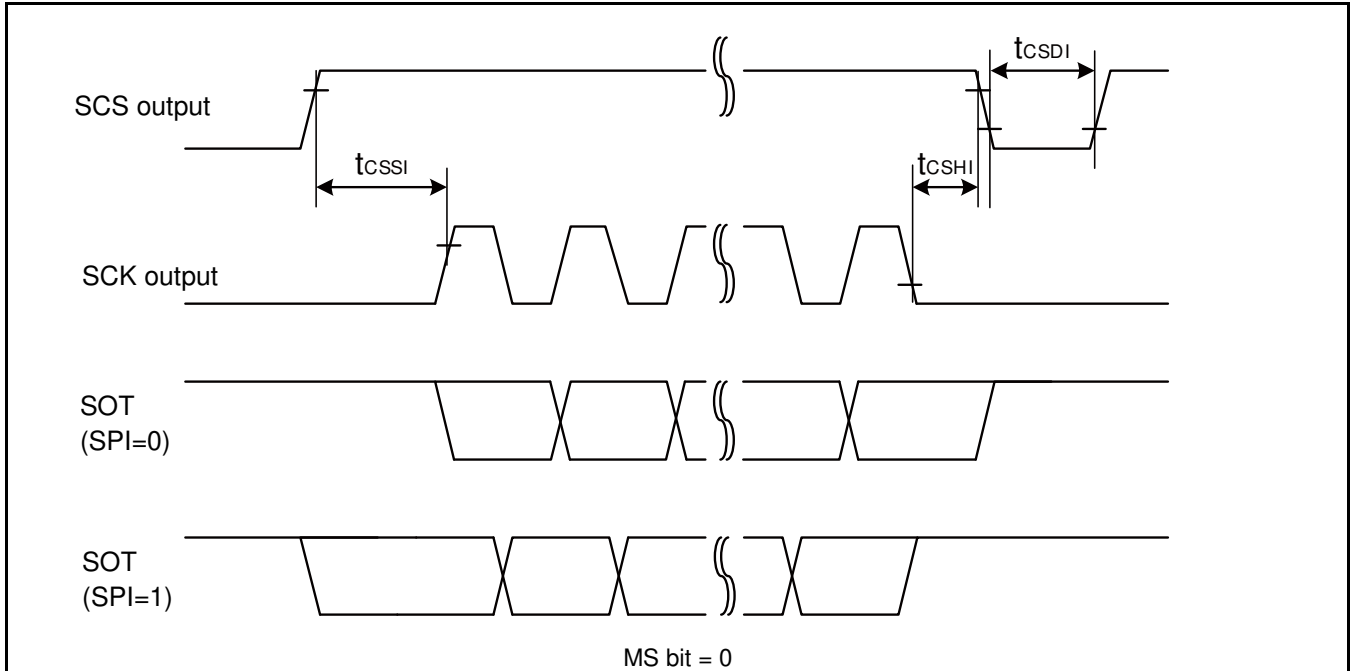 tCSDI
SCS output
tCSSI
tCSHI
SCK output
SOT
(SPI=0)
SOT
(SPI=1)
MS bit = 0